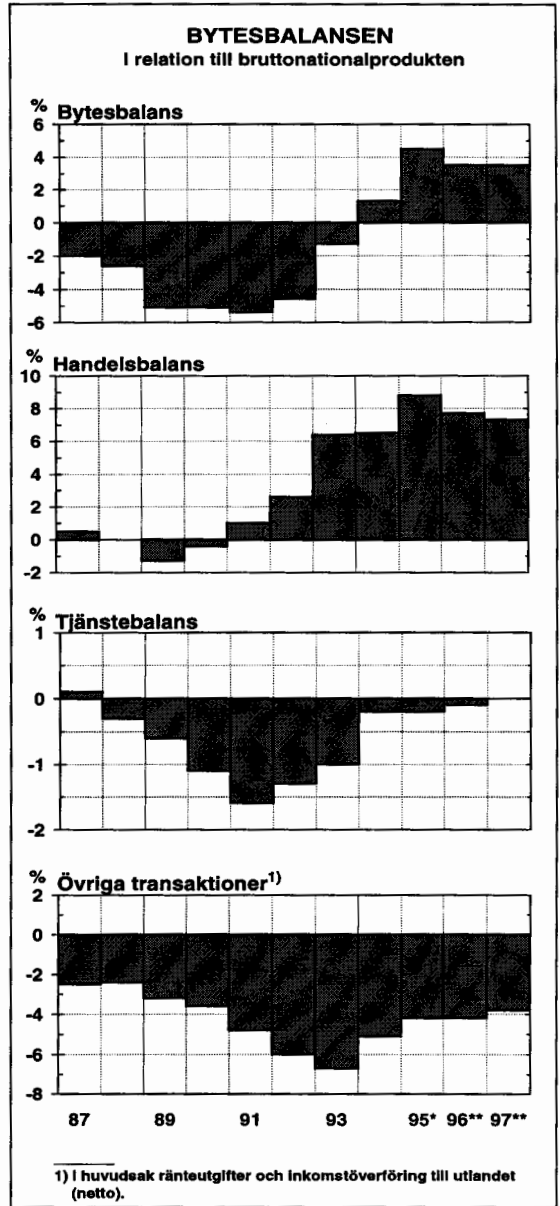 BYTESBALANSEN
I relation till bruttonationalprodukten
% Bytesbalans
6
4
2
0
-2
-4
-6
% Handelsbalans
10
8
6
4
2
0
-2
% Tjänstebalans
1
0
-1
-2
% Övriga transaktioner1)
2
0
-2
-4
-6
-8
87 89 91 93 95* 96** 97**
1) I huvudsak ränteutgifter och inkomstöverföring till utlandet
(netto).